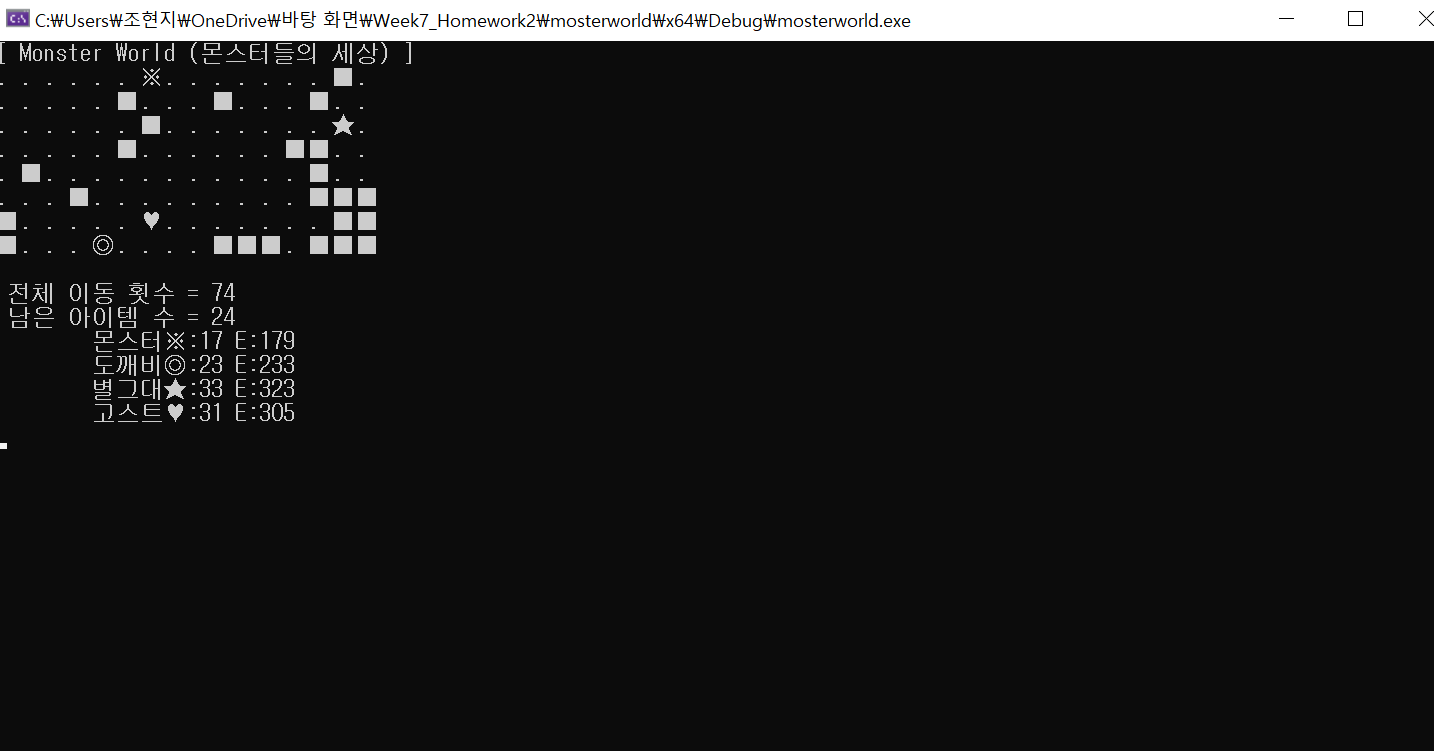 C:₩Users₩조현지₩OneDrive₩바탕 화면₩Week7_Homework2₩mosterworld₩x64₩Debug₩mosterworld.exe
[ Monster World (몬스터들의 세상) ]
. . . . . . ※. . . . . . . ■.
. . . . . ■. . . ■. . . ■. .
. . . . . . ■. . . . . . . ★.
. . . . . ■. . . . . . ■■. .
. ■. . . . . . . . . . . ■. .
. . . ■. . . . . . . . . ■■■
■. . . . . ♥. . . . . . . ■■
■. . . ◎. . . . ■■■. ■■■
전체 이동 횟수 = 74
남은 아이템 수 = 24
몬스터※:17 E:179
도깨비◎:23 E:233
별그대★:33 E:323
고스트♥:31 E:305